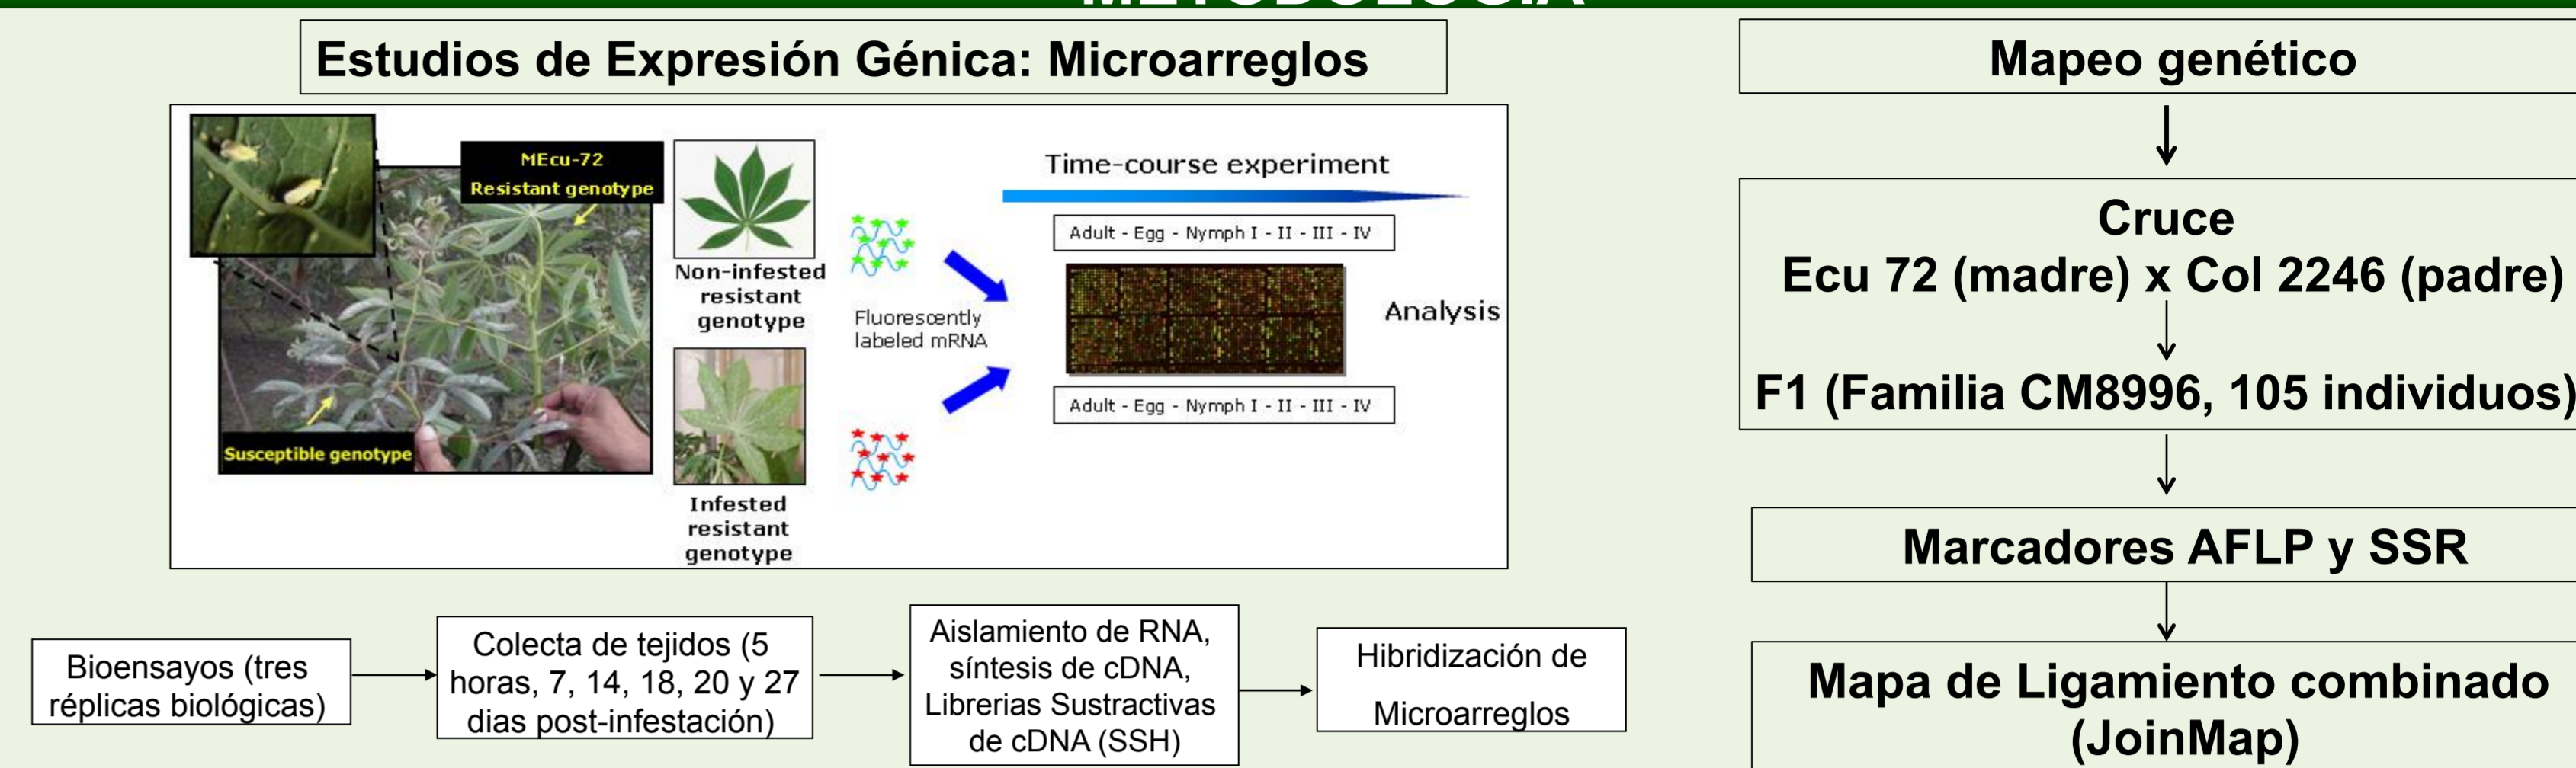 METODOLOGÍA
Estudios de Expresión Génica: Microarreglos
MEcu-72
Resistant genotype
Susceptible genotype
Non-infested
resistant
genotype
Infested
resistant
genotype
Fluorescently
labeled mRNA
Time-course experiment
Adult - Egg - Nymph I - II - III - IV
Analysis
Adult - Egg - Nymph I - II - III - IV
Bioensayos (tres
réplicas biológicas)
Colecta de tejidos (5
horas, 7, 14, 18, 20 y 27
dias post-infestación)
Aislamiento de RNA,
síntesis de cDNA,
Librerias Sustractivas
de cDNA (SSH)
Hibridización de
Microarreglos
Mapeo genético
Cruce
Ecu 72 (madre) x Col 2246 (padre)
F1 (Familia CM8996, 105 individuos)
Marcadores AFLP y SSR
Mapa de Ligamiento combinado
(JoinMap)